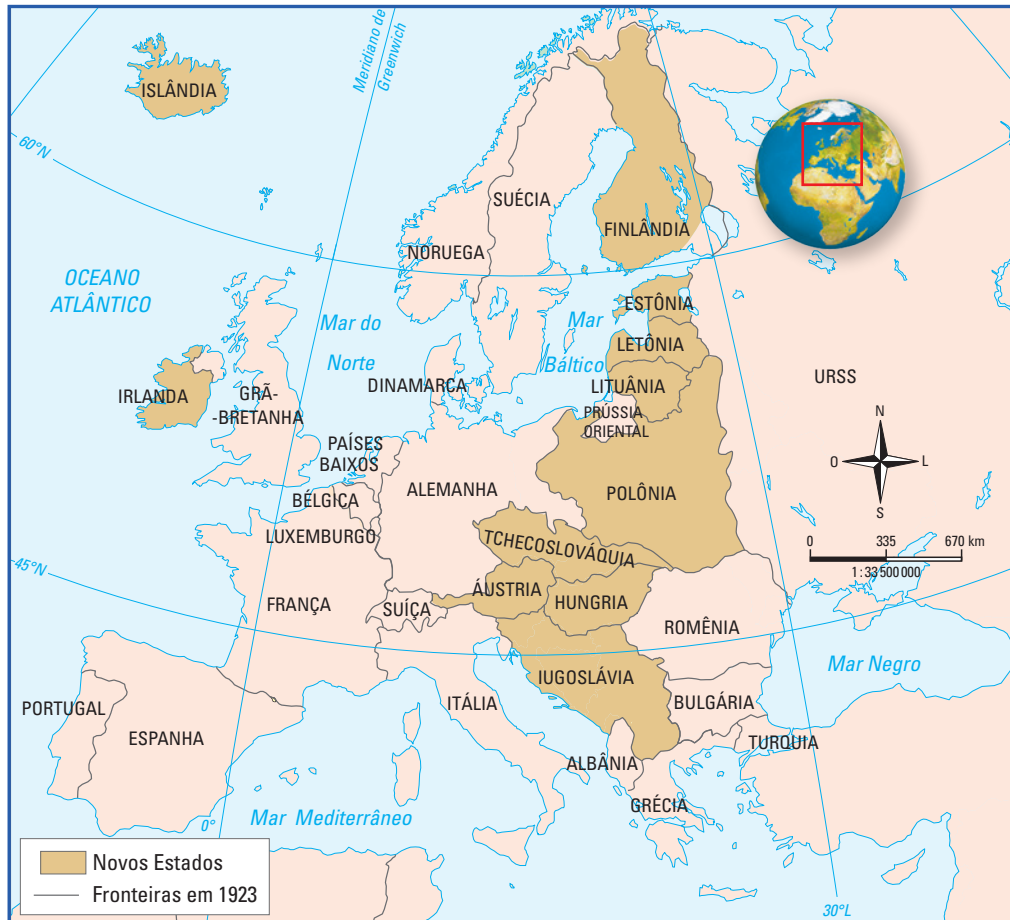 Meridiano de
Greenwich
ISLÂNDIA
60°N
SUÉCIA
FINLÂNDIA
NORUEGA
OCEANO
ATLÂNTICO
Mar do
Norte
Mar
Báltico
ESTÔNIA
LETÔNIA
LITUÂNIA
DINAMARCA
PRÚSSIA
ORIENTAL
URSS
IRLANDA
GRÃ-
-BRETANHA
PAÍSES
BAIXOS
N
O
L
S
BÉLGICA
ALEMANHA
POLÔNIA
LUXEMBURGO
TCHECOSLOVÁQUIA
0 335 670 km
1:33 500 000
45°N
FRANÇA
SUÍÇA
ÁUSTRIA
HUNGRIA
ROMÊNIA
Mar Negro
IUGOSLÁVIA
PORTUGAL
ESPANHA
ITÁLIA
BULGÁRIA
TURQUIA
ALBÂNIA
GRÉCIA
0°
Mar Mediterrâneo
Novos Estados
Fronteiras em 1923
30°L